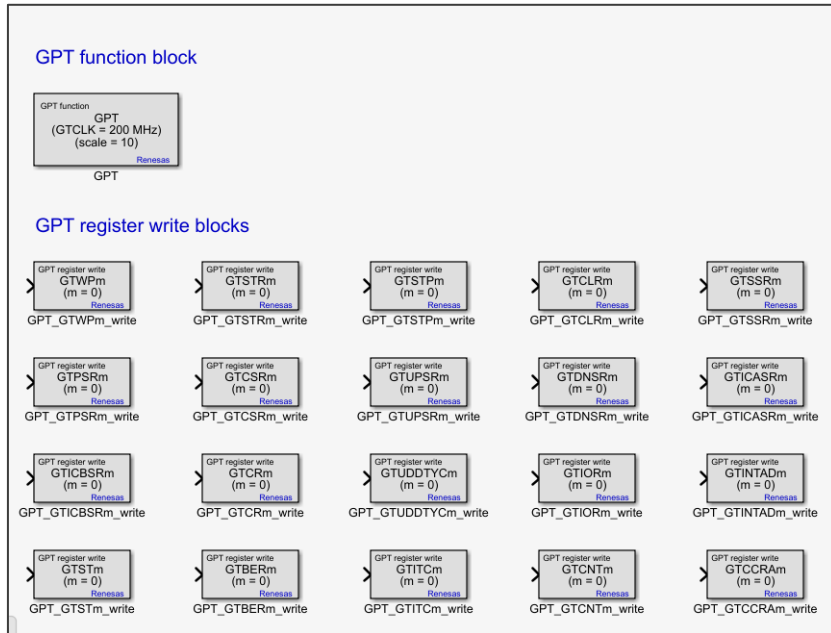 GPT function block
GPT function
GPT
(GTCLK = 200 MHz)
(scale = 10)
Renesas
GPT
GPT register write blocks
GPT register write
GTWPm
(m = 0)
Renesas
GPT_GTWPm_write
GPT register write
GTSTRm
(m = 0)
Renesas
GPT_GTSTRm_write
GPT register write
GTSTPm
(m = 0)
Renesas
GPT_GTSTPm_write
GPT register write
GTCLRm
(m = 0)
Renesas
GPT_GTCLRm_write
GPT register write
GTSSRm
(m = 0)
Renesas
GPT_GTSSRm_write
GPT register write
GTPSRm
(m = 0)
Renesas
GPT_GTPSRm_write
GPT register write
GTCSRm
(m = 0)
Renesas
GPT_GTCSRm_write
GPT register write
GTUPSRm
(m = 0)
Renesas
GPT_GTUPSRm_write
GPT register write
GTDNSRm
(m = 0)
Renesas
GPT_GTDNSRm_write
GPT register write
GTICASRm
(m = 0)
Renesas
GPT_GTICASRm_write
GPT register write
GTICBSRm
(m = 0)
Renesas
GPT_GTICBSRm_write
GPT register write
GTCRm
(m = 0)
Renesas
GPT_GTCRm_write
GPT register write
GTUDDTYCm
(m = 0)
Renesas
GPT_GTUDDTYCm_write
GPT register write
GTIORm
(m = 0)
Renesas
GPT_GTIORm_write
GPT register write
GTINTADm
(m = 0)
Renesas
GPT_GTINTADm_write
GPT register write
GTSTm
(m = 0)
Renesas
GPT_GTSTm_write
GPT register write
GTBERm
(m = 0)
Renesas
GPT_GTBERm_write
GPT register write
GTITCm
(m = 0)
Renesas
GPT_GTITCm_write
GPT register write
GTCNTm
(m = 0)
Renesas
GPT_GTCNTm_write
GPT register write
GTCCRAm
(m = 0)
Renesas
GPT_GTCCRAm_write